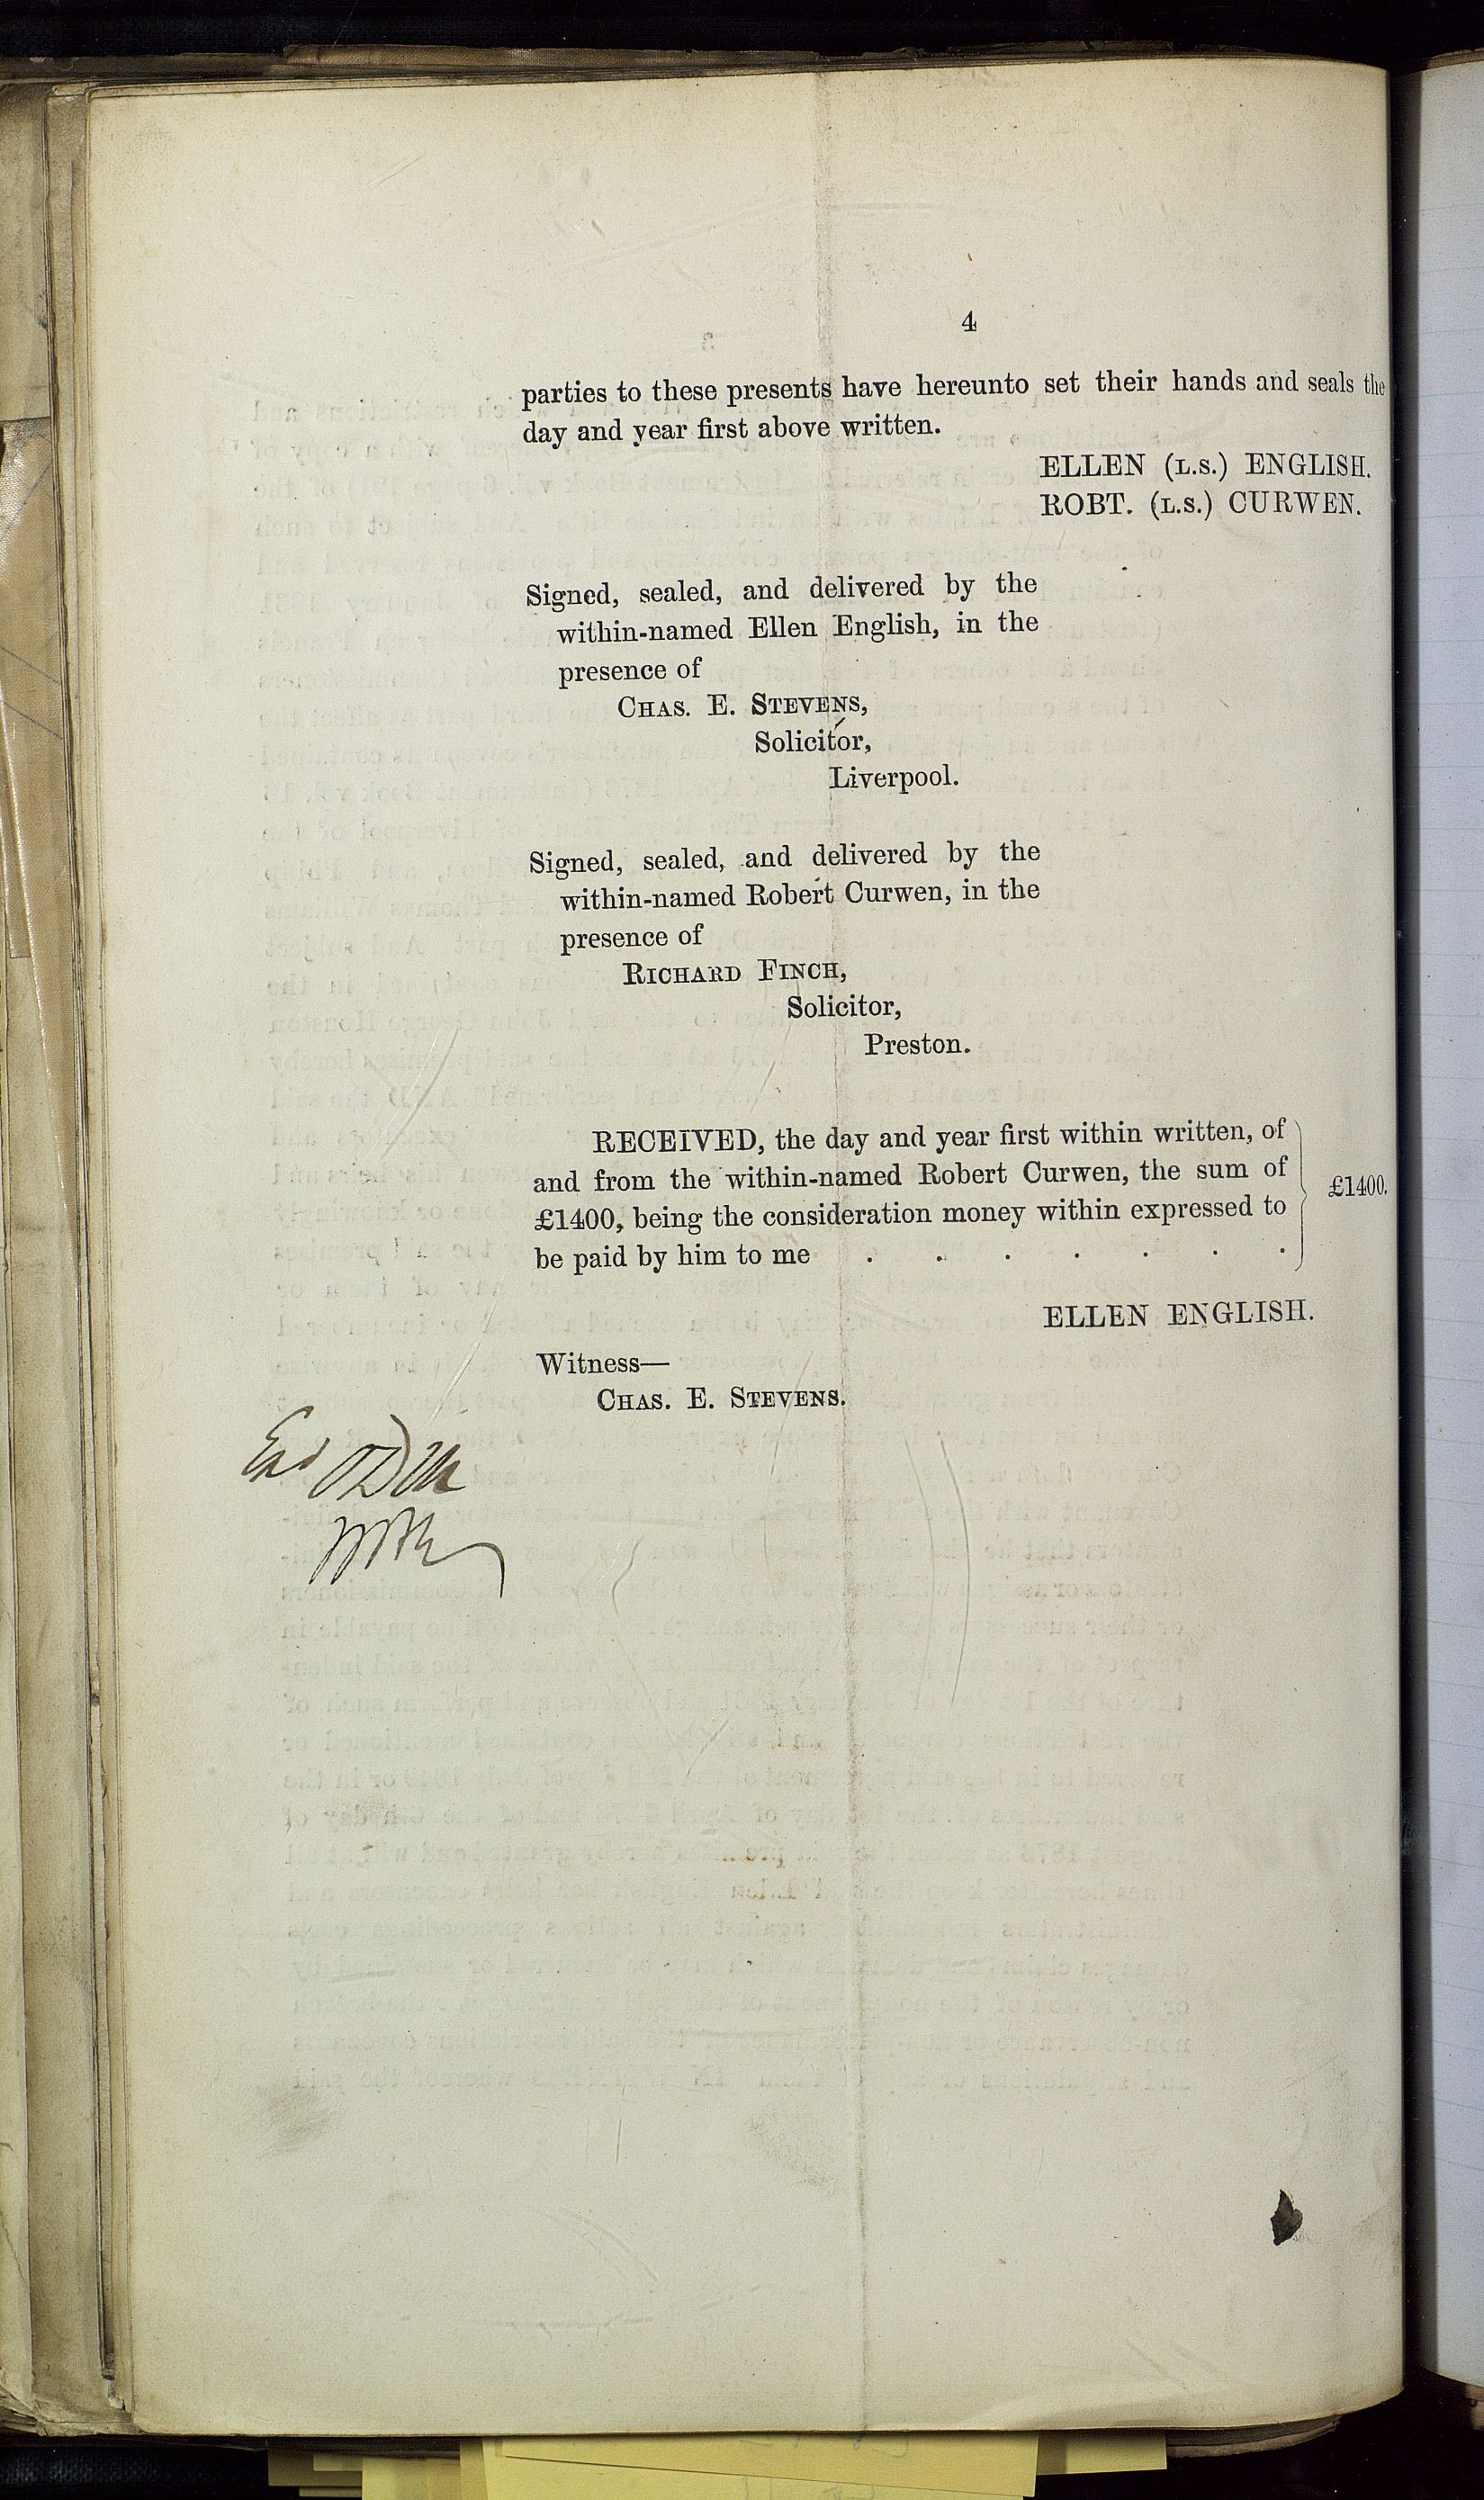 4
parties to these presents have hereunto set their hands and seals the
day and year first above written.
ELLEN (L.S.) ENGLISH.
ROBT. (L.S.) CURWEN.
Signed, sealed, and delivered by the
within-named Ellen English, in the
presence of
CHAS. E. STEVENS,
Solicitor,
Liverpool.
Signed, sealed, and delivered by the
within-named Robert Curwen, in the
presence of
RICHARD FINCH,
Solicitor,
Preston.
RECEIVED, the day and year first within written, of
and from the within-named Robert Curwen, the sum of
£1400, being the consideration money within expressed to
be paid by him to me . . . . . . .
£1400.
ELLEN ENGLISH.
Witness—
CHAS. E. STEVENS.
Exd